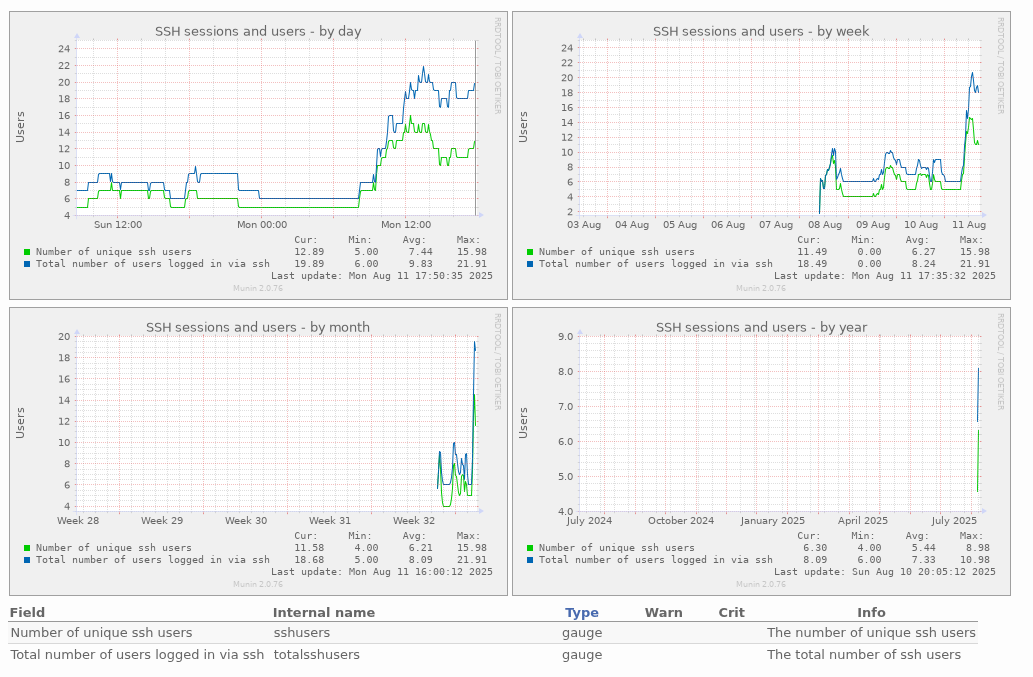 SSH sessions and users - by day
RRDTOOL / TOBI OETIKER
Users
24
22
20
18
16
14
12
10
8
6
4
Sun 12:00 Mon 00:00 Mon 12:00
Cur: Min: Avg: Max:
Number of unique ssh users 12.89 5.00 7.44 15.98
Total number of users logged in via ssh 19.89 6.00 9.83 21.91
Last update: Mon Aug 11 17:50:35 2025
Munin 2.0.76
SSH sessions and users - by week
RRDTOOL / TOBI OETIKER
Users
24
22
20
18
16
14
12
10
8
6
4
2
03 Aug 04 Aug 05 Aug 06 Aug 07 Aug 08 Aug 09 Aug 10 Aug 11 Aug
Cur: Min: Avg: Max:
Number of unique ssh users 11.49 0.00 6.27 15.98
Total number of users logged in via ssh 18.49 0.00 8.24 21.91
Last update: Mon Aug 11 17:35:32 2025
Munin 2.0.76
SSH sessions and users - by month
RRDTOOL / TOBI OETIKER
Users
20
18
16
14
12
10
8
6
4
Week 28 Week 29 Week 30 Week 31 Week 32
Cur: Min: Avg: Max:
Number of unique ssh users 11.58 4.00 6.21 15.98
Total number of users logged in via ssh 18.68 5.00 8.09 21.91
Last update: Mon Aug 11 16:00:12 2025
Munin 2.0.76
SSH sessions and users - by year
RRDTOOL / TOBI OETIKER
Users
9.0
8.0
7.0
6.0
5.0
4.0
July 2024 October 2024 January 2025 April 2025 July 2025
Cur: Min: Avg: Max:
Number of unique ssh users 6.30 4.00 5.44 8.98
Total number of users logged in via ssh 8.09 6.00 7.33 10.98
Last update: Sun Aug 10 20:05:12 2025
Munin 2.0.76
Field Internal name Type Warn Crit Info
Number of unique ssh users sshusers gauge The number of unique ssh users
Total number of users logged in via ssh totalsshusers gauge The total number of ssh users